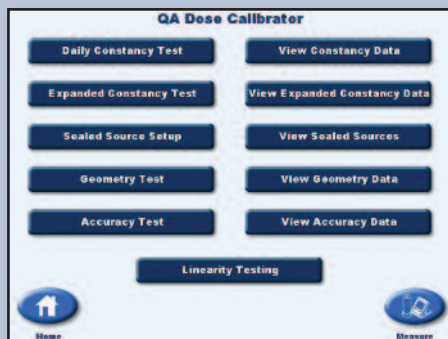 QA Dose Calibrator
Daily Constancy Test
View Constancy Data
Expanded Constancy Test
View Expanded Constancy Data
Sealed Source Setup
View Sealed Sources
Geometry Test
View Geometry Data
Accuracy Test
View Accuracy Data
Linearity Testing
Home
Measure